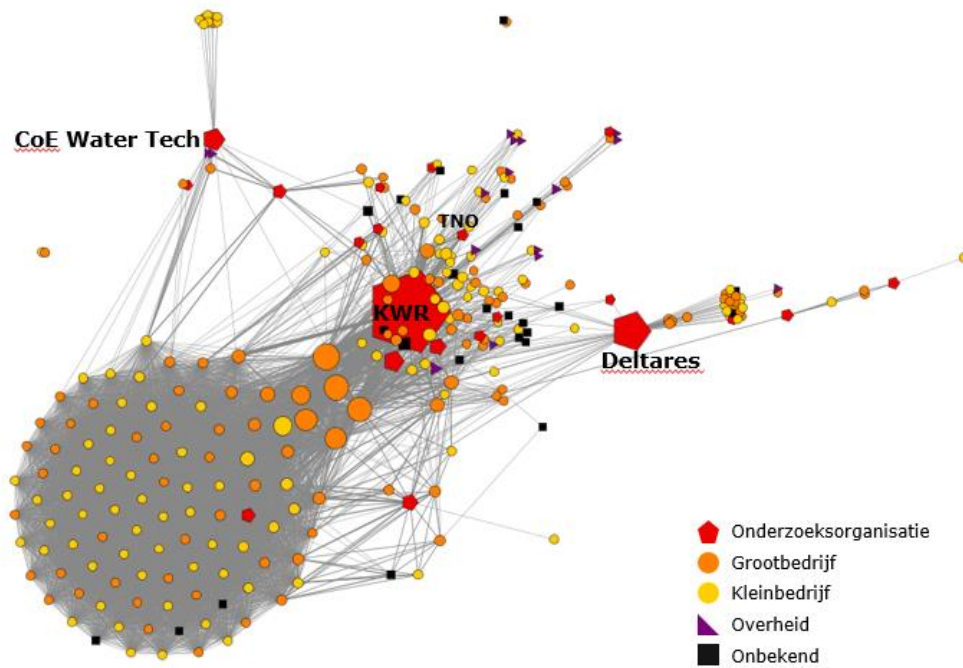 CoE Water Tech
TNO
KWR
Deltares
Onderzoeksorganisatie
Grootbedrijf
Kleinbedrijf
Overheid
Onbekend